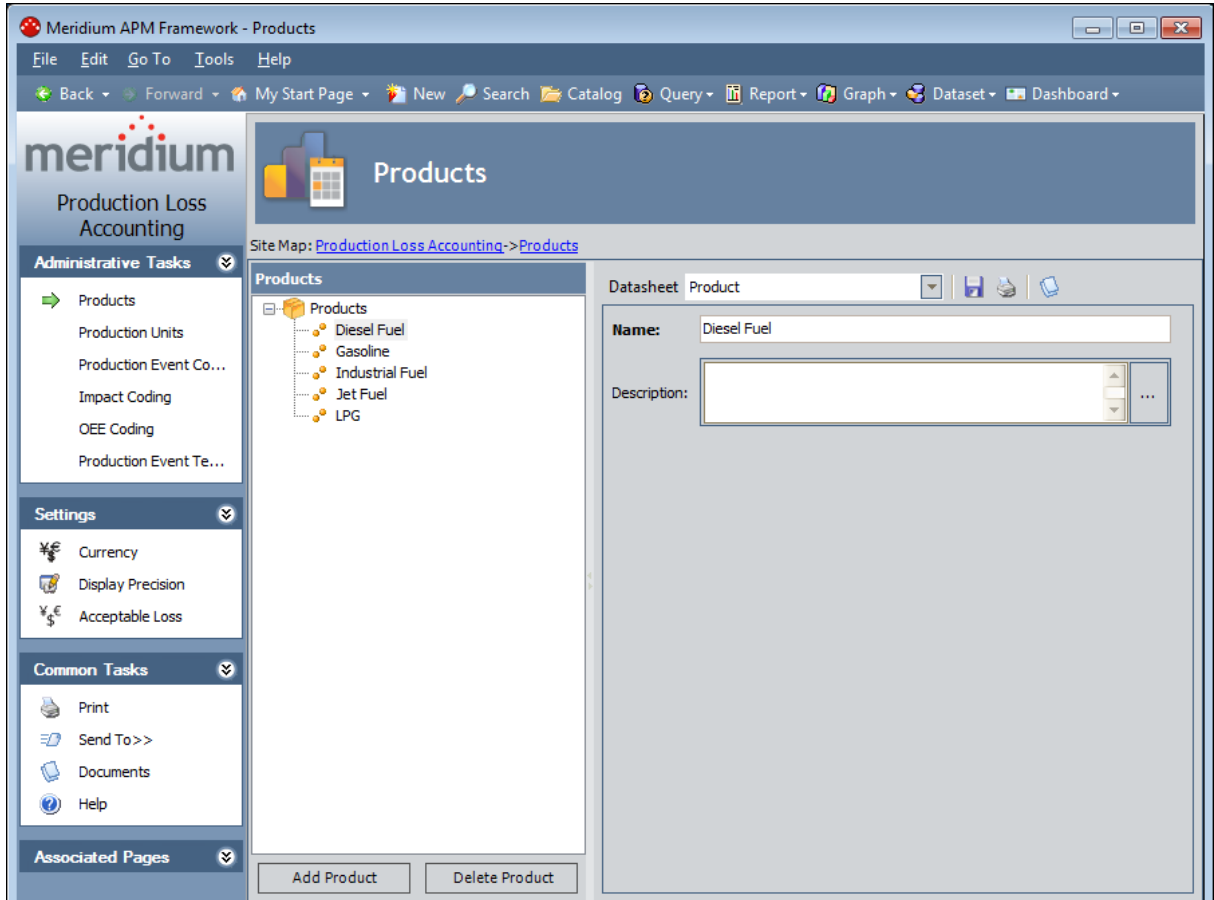 Meridium APM Framework - Products
File Edit Go To Tools Help
Back Forward My Start Page New Search Catalog Query Report Graph Dataset Dashboard
meridium
Production Loss
Accounting
Products
Site Map: Production Loss Accounting->Products
Administrative Tasks
Products
Production Units
Production Event Co...
Impact Coding
OEE Coding
Production Event Te...
Settings
Currency
Display Precision
Acceptable Loss
Common Tasks
Print
Send To>>
Documents
Help
Associated Pages
Products
Products
Diesel Fuel
Gasoline
Industrial Fuel
Jet Fuel
LPG
Add Product Delete Product
Datasheet Product
Name: Diesel Fuel
Description: ...